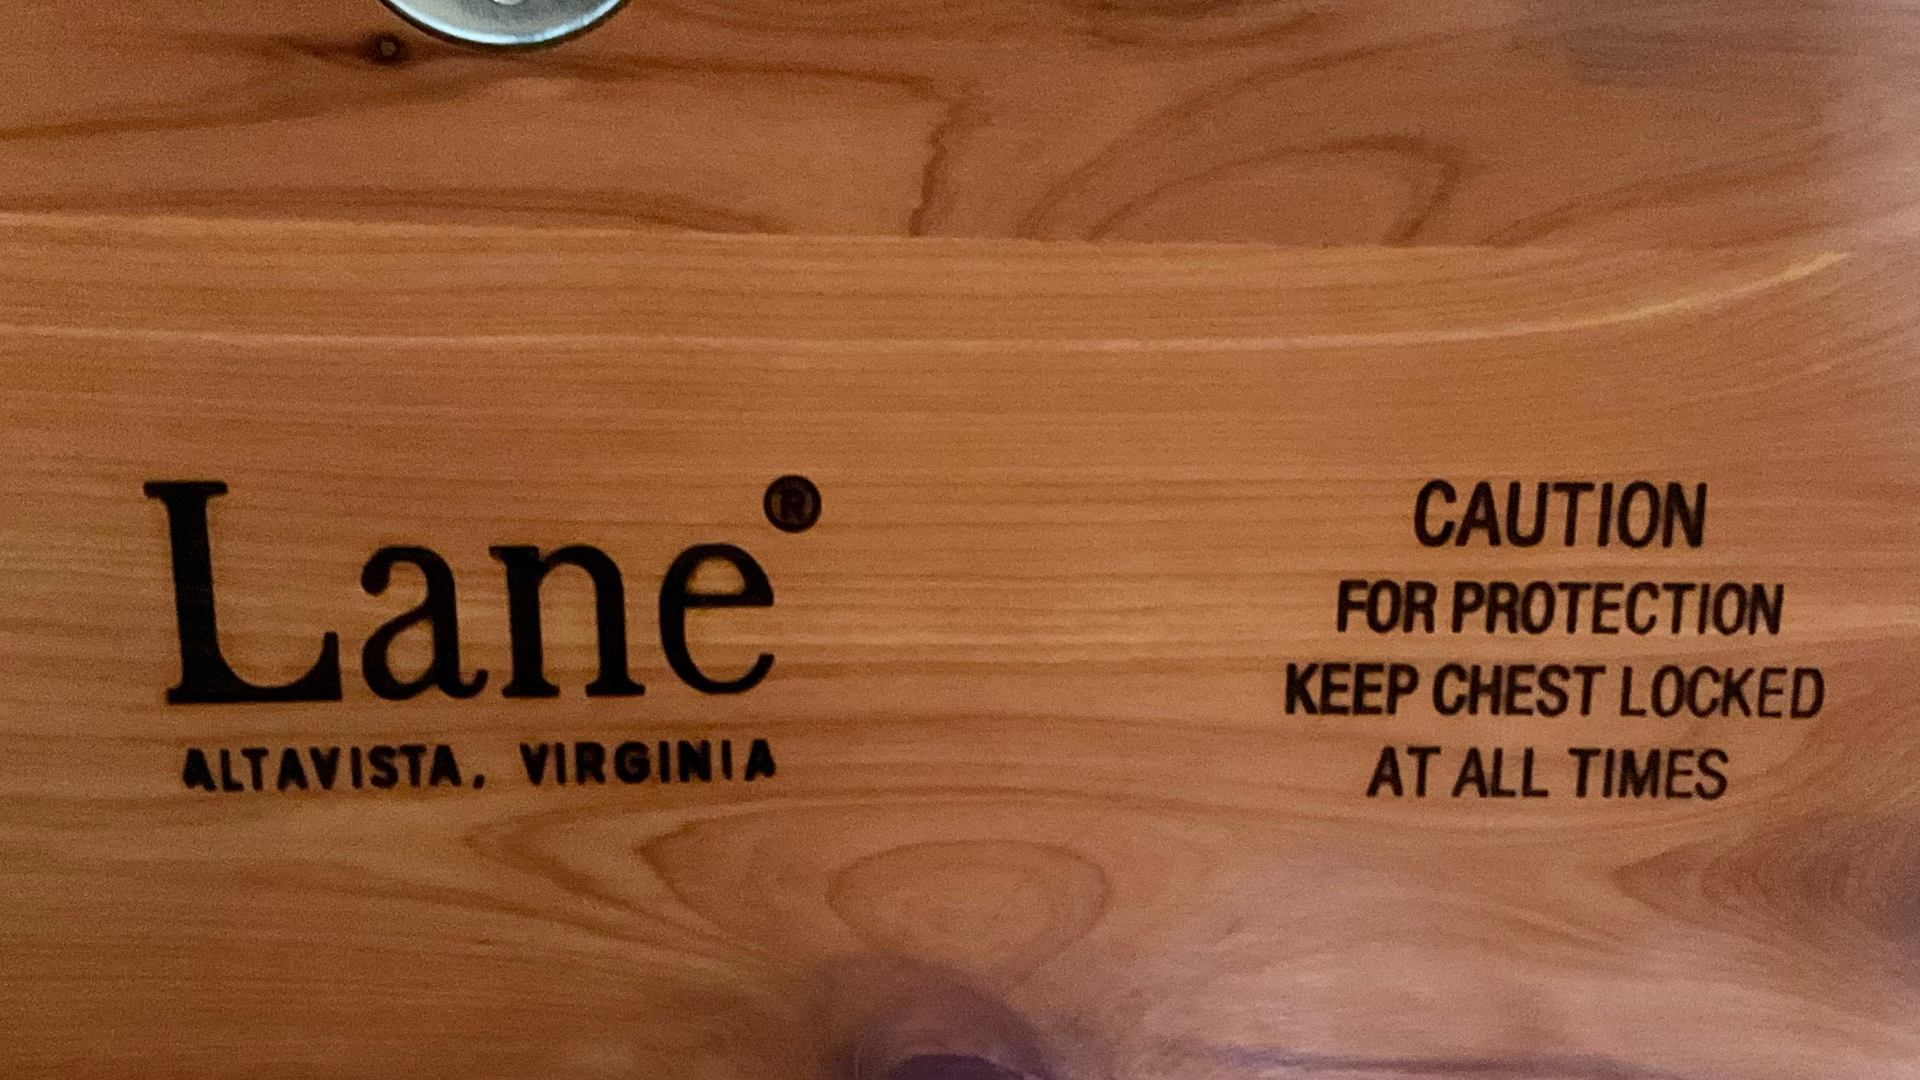 Lane®
ALTAVISTA, VIRGINIA
CAUTION
FOR PROTECTION
KEEP CHEST LOCKED
AT ALL TIMES